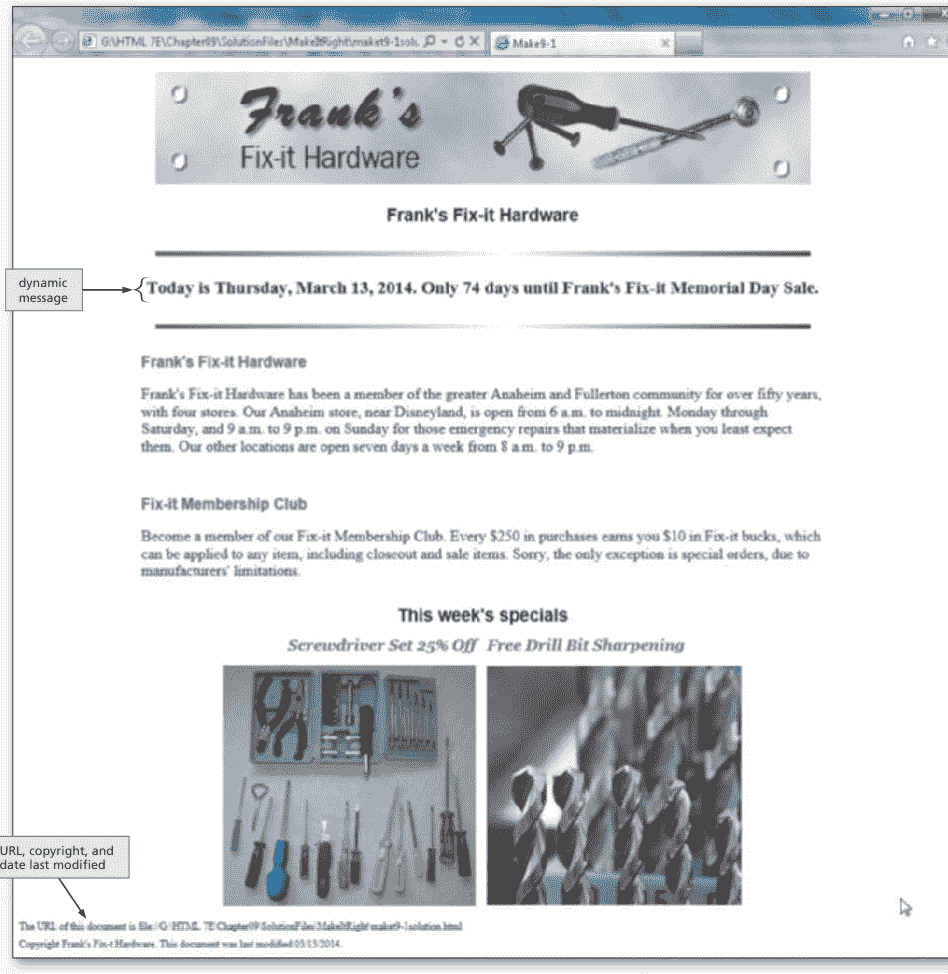 G:\HTML 7E\Chapter09\SolutionFiles\MakeItRight\maket9-1solu
Make9-1
Frank's
Fix-it Hardware
Frank's Fix-it Hardware
dynamic
message
Today is Thursday, March 13, 2014. Only 74 days until Frank's Fix-it Memorial Day Sale.
Frank's Fix-it Hardware
Frank's Fix-it Hardware has been a member of the greater Anaheim and Fullerton community for over fifty years,
with four stores. Our Anaheim store, near Disneyland, is open from 6 a.m. to midnight. Monday through
Saturday, and 9 a.m. to 9 p.m. on Sunday for those emergency repairs that materialize when you least expect
them. Our other locations are open seven days a week from 8 a.m. to 9 p.m.
Fix-it Membership Club
Become a member of our Fix-it Membership Club. Every $250 in purchases earns you $10 in Fix-it bucks, which
can be applied to any item, including closeout and sale items. Sorry, the only exception is special orders, due to
manufacturers' limitations.
This week's specials
Screwdriver Set 25% Off Free Drill Bit Sharpening
URL, copyright, and
date last modified
The URL of this document is file://G:/HTML 7E/Chapter09/SolutionFiles/MakeItRight/maket9-1solution.html
Copyright Frank's Fix-it Hardware. This document was last modified 03/13/2014.